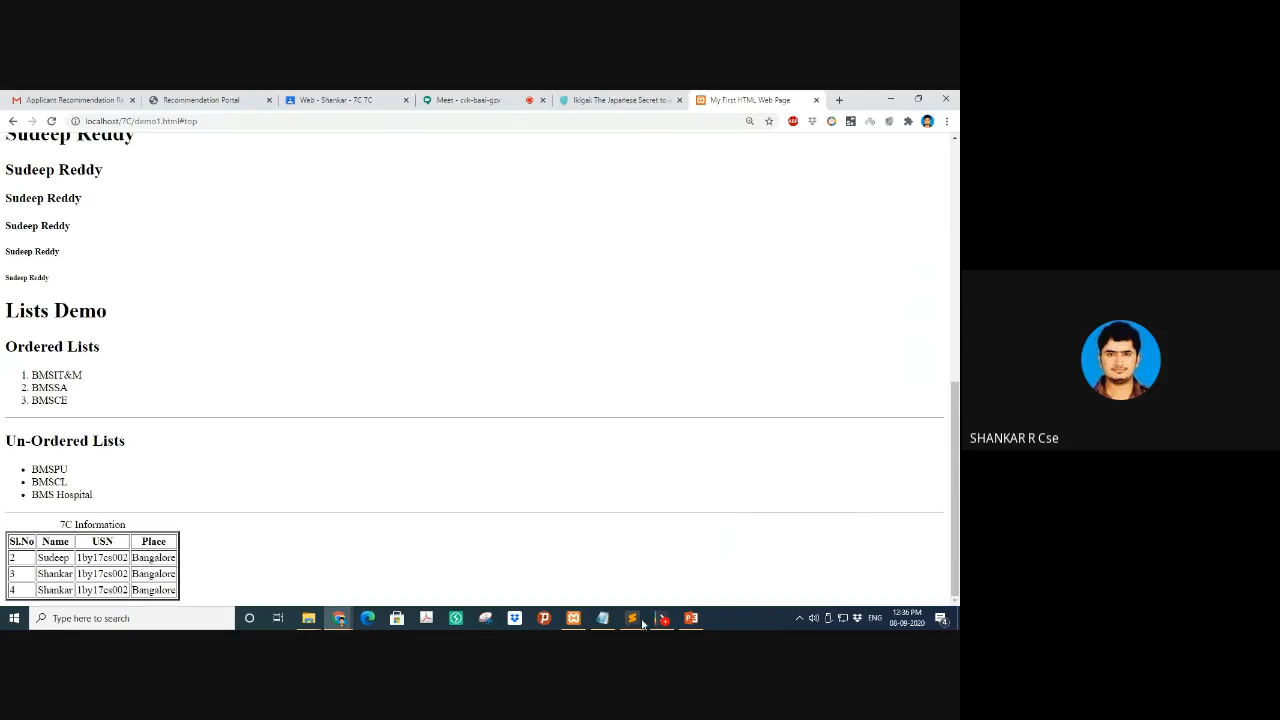 Applicant Recommendation R
Recommendation Portal
Web - Shankar - 7C 7C
Meet - cvk-baai-gzv
Ikigai: The Japanese Secret to
My First HTML Web Page
localhost/7C/demo1.html#top
Sudeep Reddy
Sudeep Reddy
Sudeep Reddy
Sudeep Reddy
Sudeep Reddy
Sudeep Reddy
Lists Demo
Ordered Lists
1. BMSIT&M
2. BMSSA
3. BMSCE
Un-Ordered Lists
• BMSPU
• BMSCL
• BMS Hospital
7C Information
Sl.No Name USN Place
2 Sudeep 1by17cs002 Bangalore
3 Shankar 1by17cs002 Bangalore
4 Shankar 1by17cs002 Bangalore
SHANKAR R Cse
Type here to search
ENG
12:36 PM
08-09-2020
4